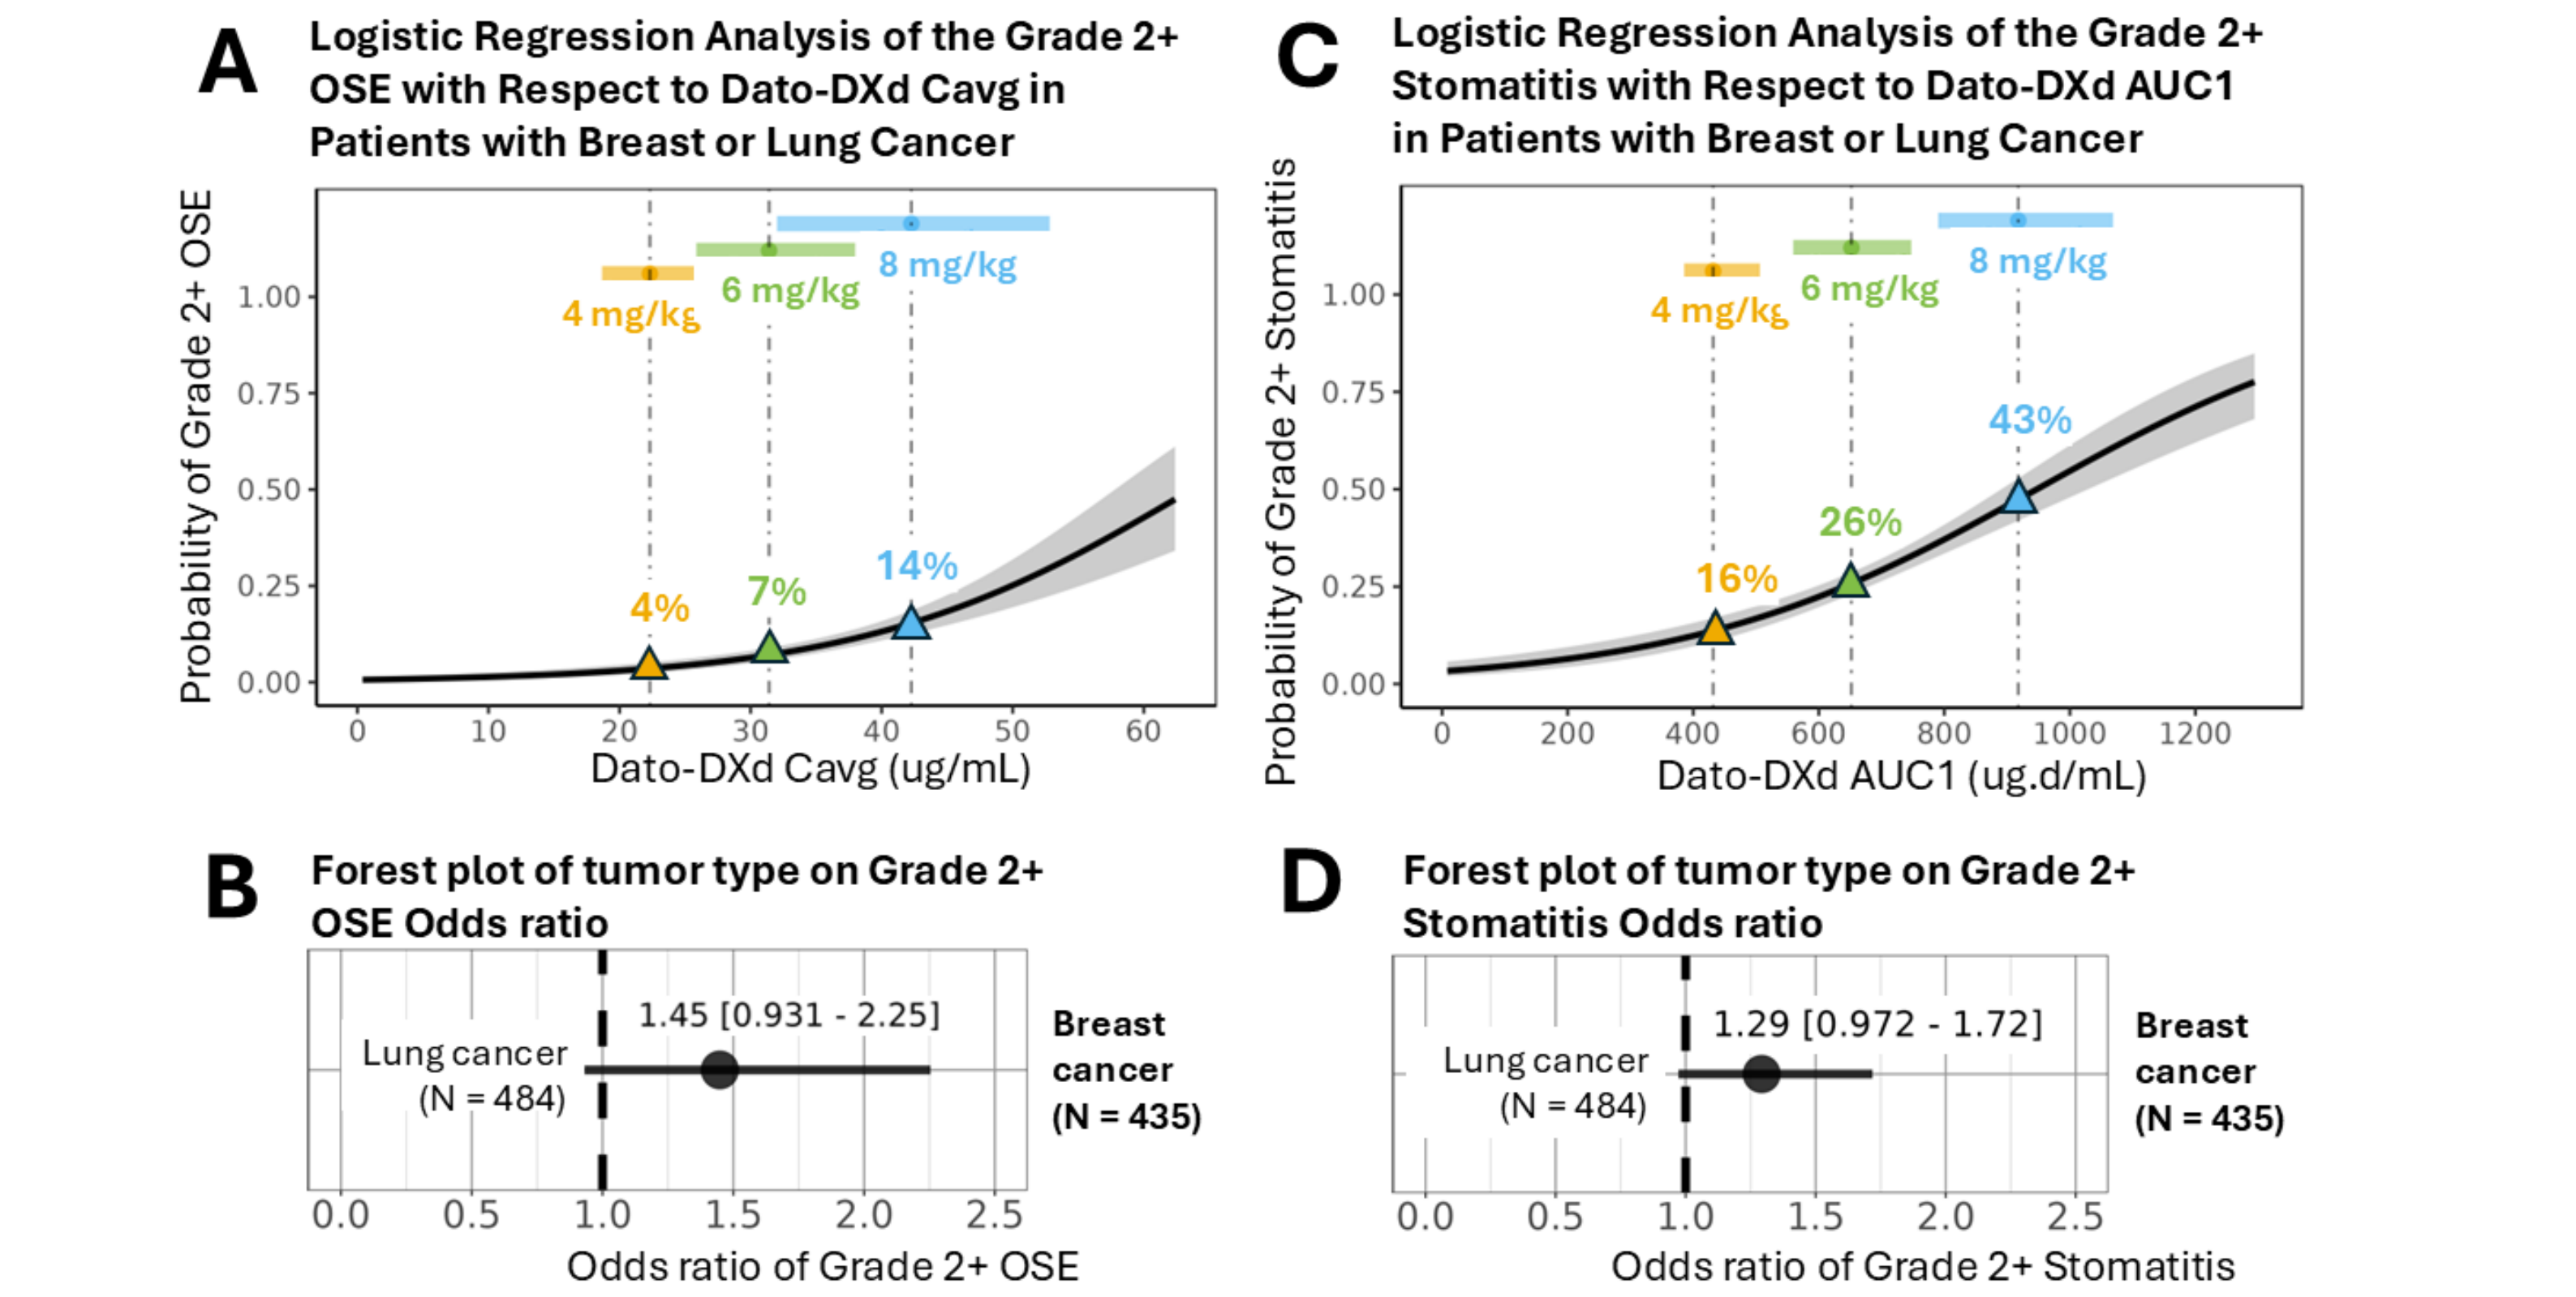 A
Logistic Regression Analysis of the Grade 2+
OSE with Respect to Dato-DXd Cavg in
Patients with Breast or Lung Cancer
Probability of Grade 2+ OSE
1.00
0.75
0.50
0.25
0.00
4 mg/kg
6 mg/kg
8 mg/kg
4%
7%
14%
0 10 20 30 40 50 60
Dato-DXd Cavg (ug/mL)
C
Logistic Regression Analysis of the Grade 2+
Stomatitis with Respect to Dato-DXd AUC1
in Patients with Breast or Lung Cancer
Probability of Grade 2+ Stomatitis
1.00
0.75
0.50
0.25
0.00
4 mg/kg
6 mg/kg
8 mg/kg
16%
26%
43%
0 200 400 600 800 1000 1200
Dato-DXd AUC1 (ug.d/mL)
B
Forest plot of tumor type on Grade 2+
OSE Odds ratio
1.45 [0.931 - 2.25]
Lung cancer
(N = 484)
Breast
cancer
(N = 435)
0.0 0.5 1.0 1.5 2.0 2.5
Odds ratio of Grade 2+ OSE
D
Forest plot of tumor type on Grade 2+
Stomatitis Odds ratio
1.29 [0.972 - 1.72]
Lung cancer
(N = 484)
Breast
cancer
(N = 435)
0.0 0.5 1.0 1.5 2.0 2.5
Odds ratio of Grade 2+ Stomatitis